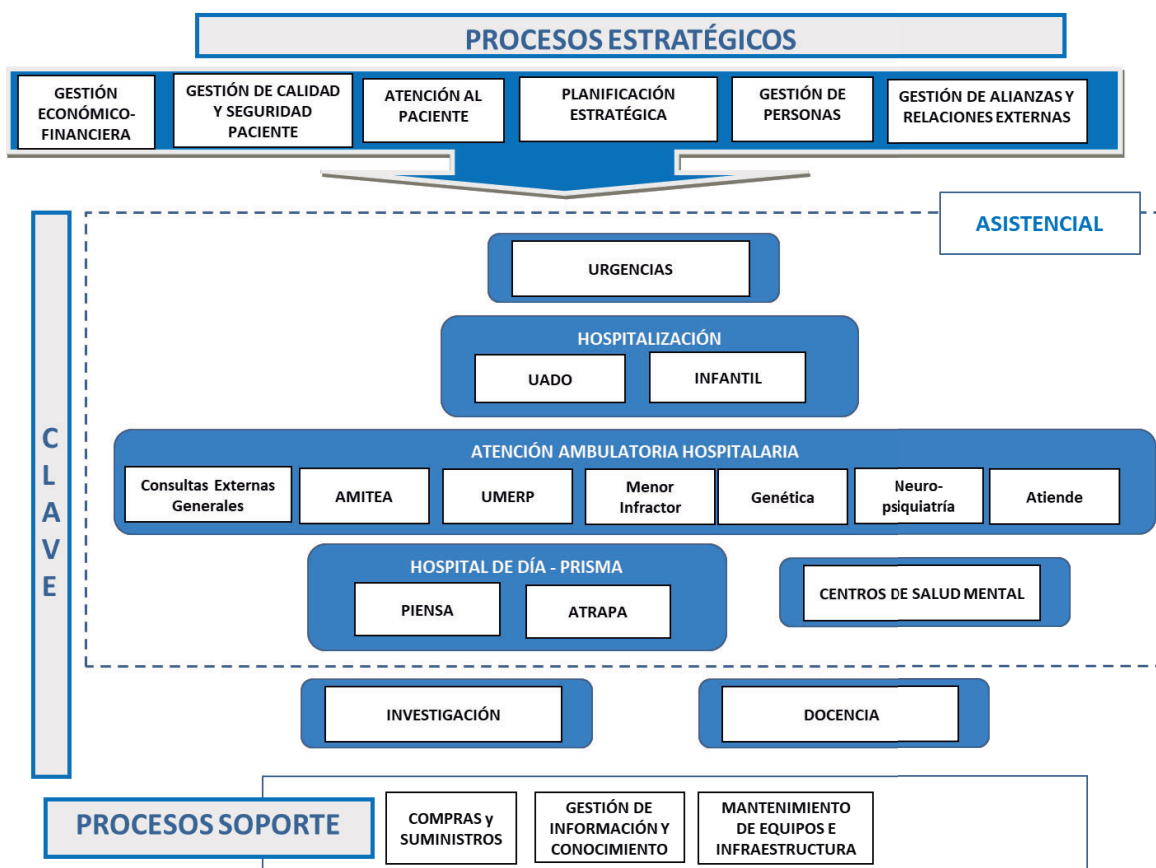 PROCESOS ESTRATÉGICOS
GESTIÓN
ECONÓMICO-
FINANCIERA
GESTIÓN DE CALIDAD
Y SEGURIDAD
PACIENTE
ATENCIÓN AL
PACIENTE
PLANIFICACIÓN
ESTRATÉGICA
GESTIÓN DE
PERSONAS
GESTIÓN DE ALIANZAS Y
RELACIONES EXTERNAS
CLAVE
ASISTENCIAL
URGENCIAS
HOSPITALIZACIÓN
UADO
INFANTIL
ATENCIÓN AMBULATORIA HOSPITALARIA
Consultas Externas
Generales
AMITEA
UMERP
Menor
Infractor
Genética
Neuro-
psiquiatría
Atiende
HOSPITAL DE DÍA - PRISMA
PIENSA
ATRAPA
CENTROS DE SALUD MENTAL
INVESTIGACIÓN
DOCENCIA
PROCESOS SOPORTE
COMPRAS y
SUMINISTROS
GESTIÓN DE
INFORMACIÓN Y
CONOCIMIENTO
MANTENIMIENTO
DE EQUIPOS E
INFRAESTRUCTURA